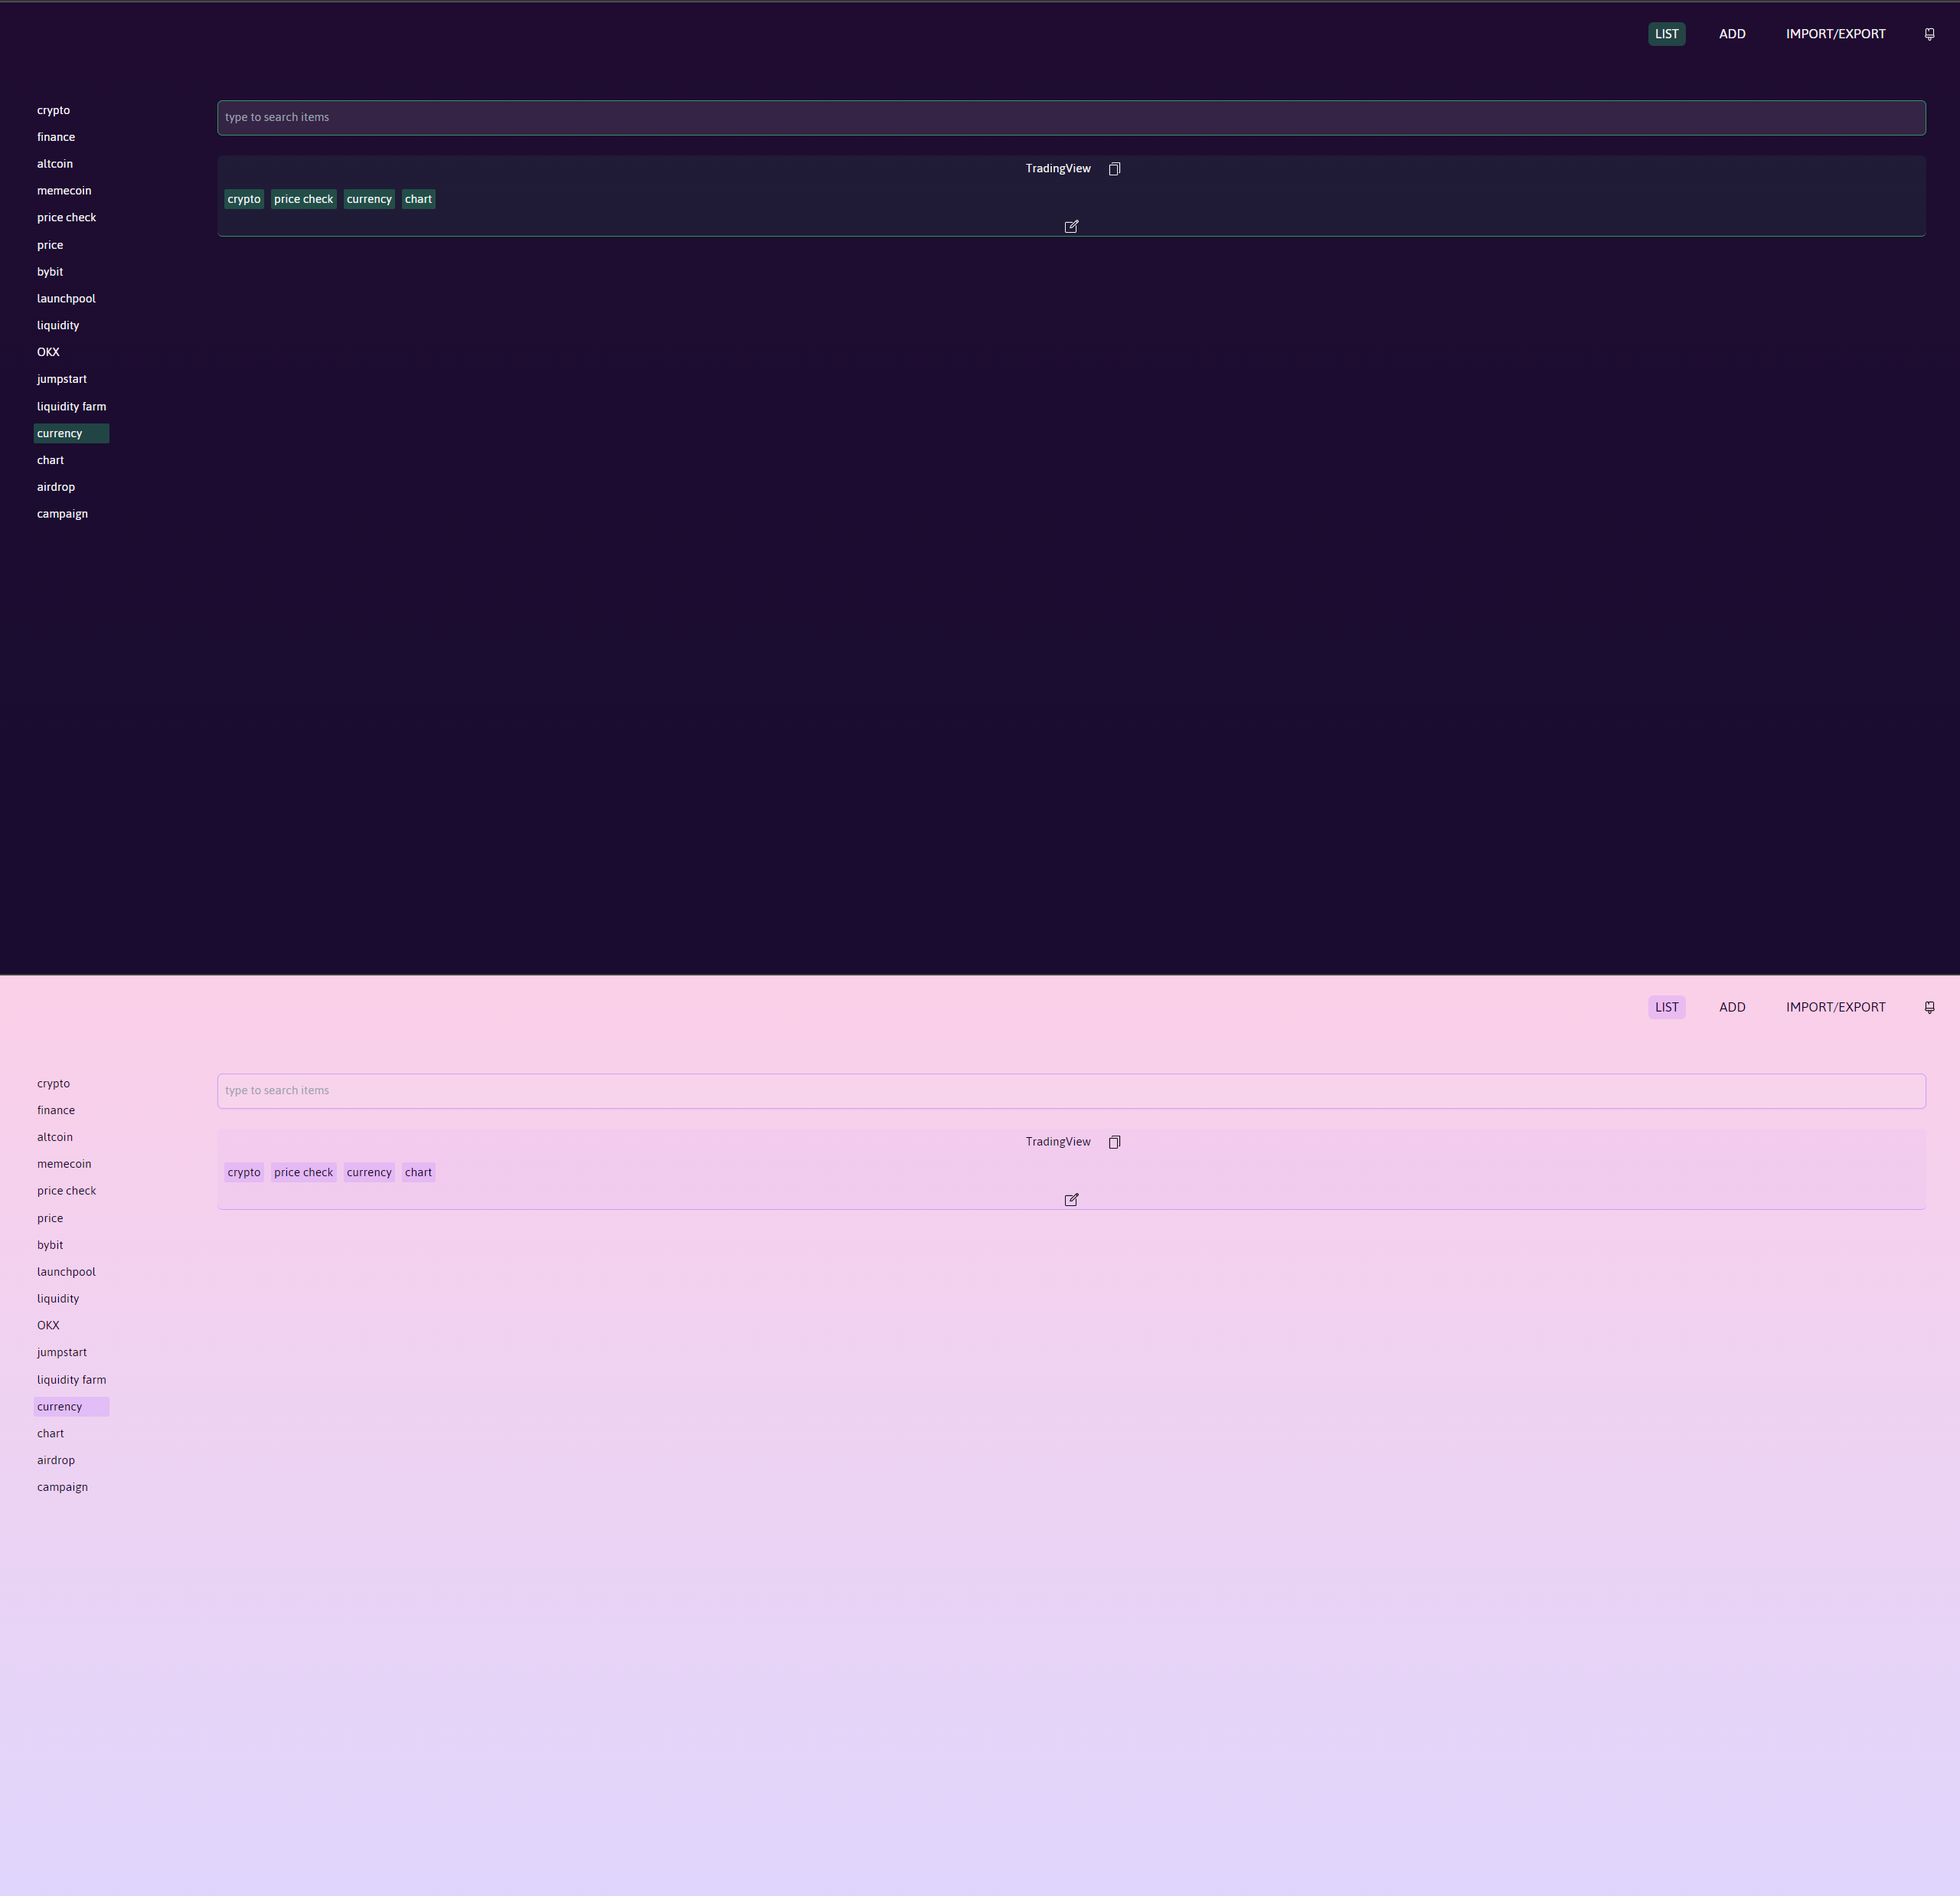 LIST ADD IMPORT/EXPORT
crypto
finance
altcoin
memecoin
price check
price
bybit
launchpool
liquidity
OKX
jumpstart
liquidity farm
currency
chart
airdrop
campaign
type to search items
TradingView
crypto price check currency chart
LIST ADD IMPORT/EXPORT
crypto
finance
altcoin
memecoin
price check
price
bybit
launchpool
liquidity
OKX
jumpstart
liquidity farm
currency
chart
airdrop
campaign
type to search items
TradingView
crypto price check currency chart